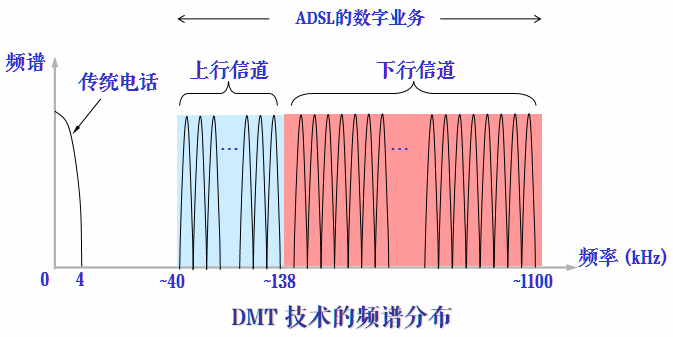 ADSL的数字业务
频谱
传统电话
上行信道
下行信道
...
...
频率 (kHz)
0
4
~40
~138
~1100
DMT 技术的频谱分布